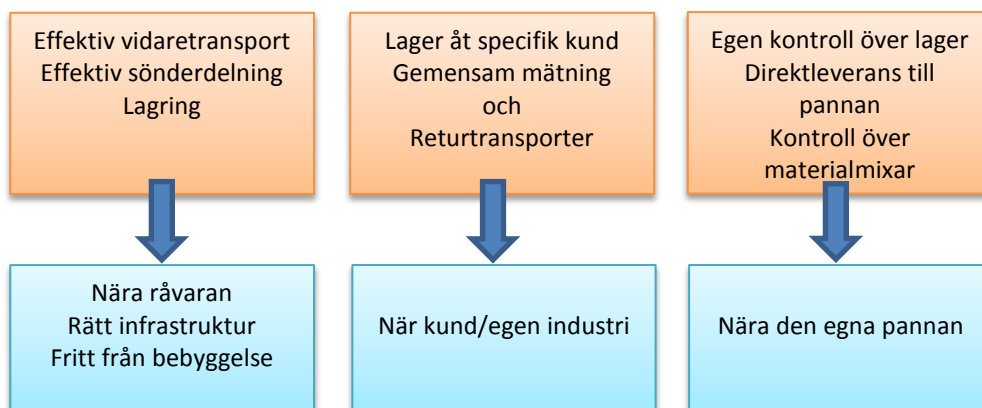 Effektiv vidaretransport
Effektiv sönderdelning
Lagring
Lager åt specifik kund
Gemensam mätning
och
Returtransporter
Egen kontroll över lager
Direktleverans till
pannan
Kontroll över
materialmixar
Nära råvaran
Rätt infrastruktur
Fritt från bebyggelse
När kund/egen industri
Nära den egna pannan